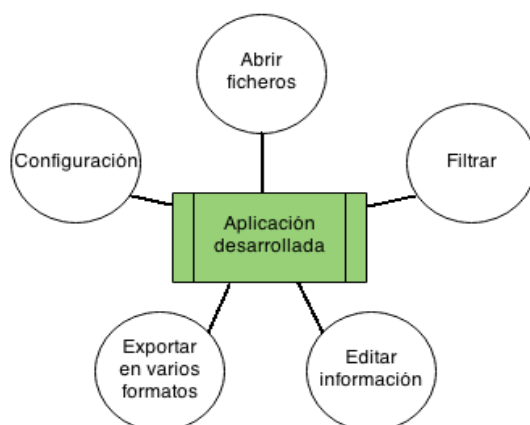 Abrir
ficheros
Configuración
Filtrar
Aplicación
desarrollada
Exportar
en varios
formatos
Editar
información